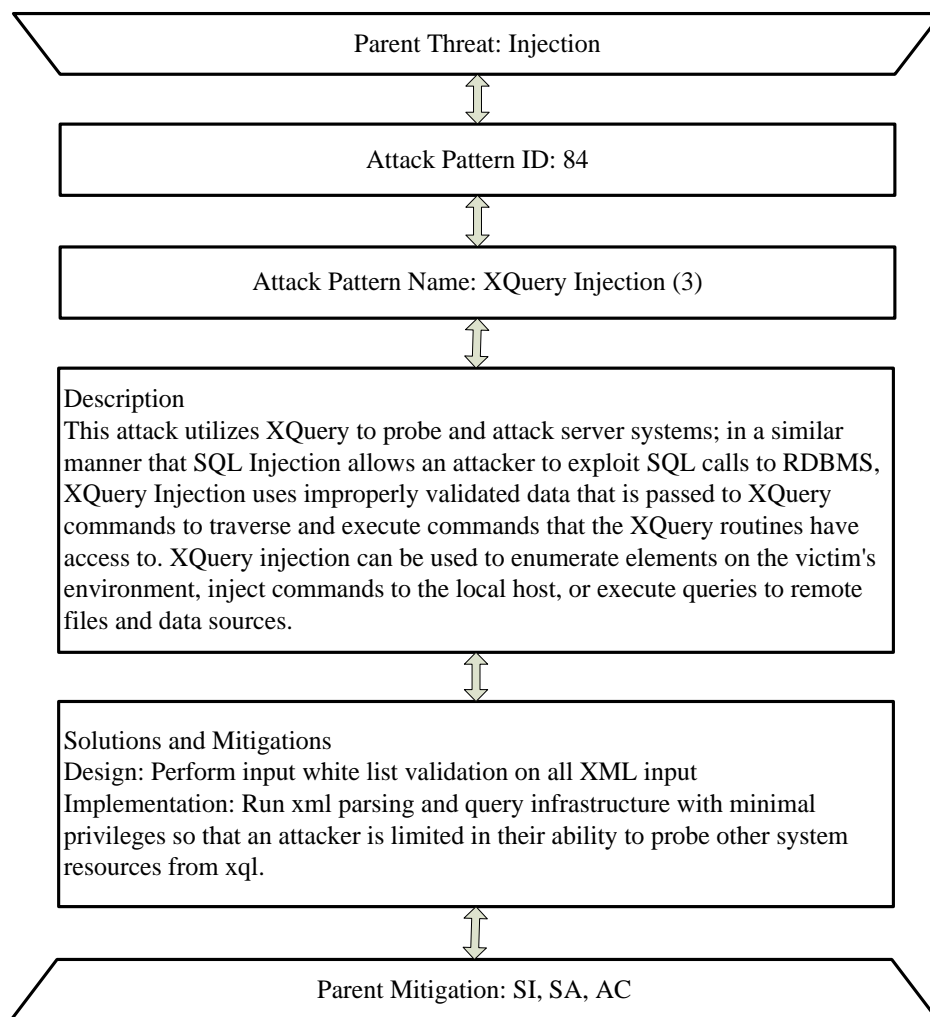 Parent Threat: Injection
Attack Pattern ID: 84
Attack Pattern Name: XQuery Injection (3)
Description
This attack utilizes XQuery to probe and attack server systems; in a similar
manner that SQL Injection allows an attacker to exploit SQL calls to RDBMS,
XQuery Injection uses improperly validated data that is passed to XQuery
commands to traverse and execute commands that the XQuery routines have
access to. XQuery injection can be used to enumerate elements on the victim's
environment, inject commands to the local host, or execute queries to remote
files and data sources.
Solutions and Mitigations
Design: Perform input white list validation on all XML input
Implementation: Run xml parsing and query infrastructure with minimal
privileges so that an attacker is limited in their ability to probe other system
resources from xql.
Parent Mitigation: SI, SA, AC